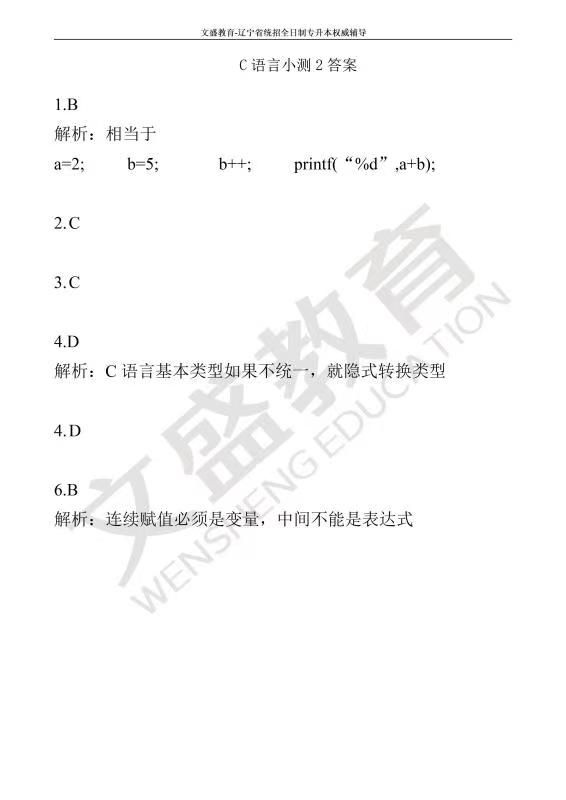 文盛教育-辽宁省统招全日制专升本权威辅导
C 语言小测 2 答案
1.B
解析：相当于
a=2; b=5; b++; printf(“%d”,a+b);
2.C
3.C
4.D
解析：C 语言基本类型如果不统一，就隐式转换类型
4.D
6.B
解析：连续赋值必须是变量，中间不能是表达式
文盛教育
WENSHENG EDUCATION